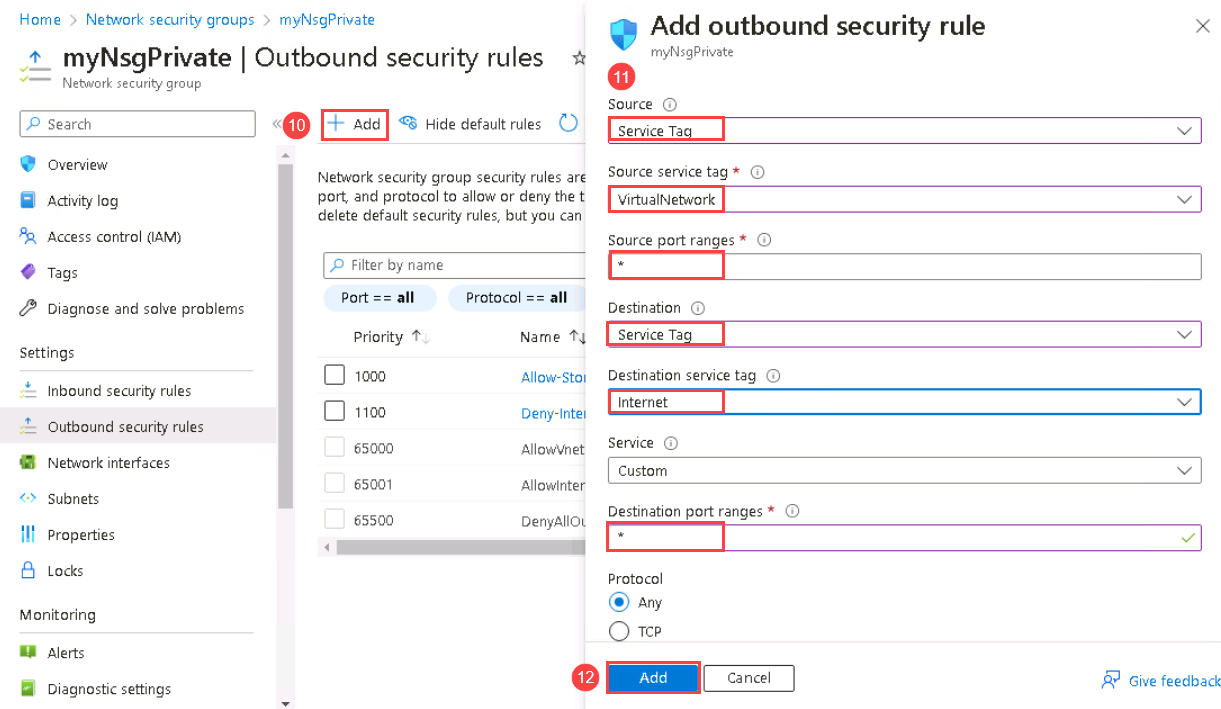 Home > Network security groups > myNsgPrivate
myNsgPrivate | Outbound security rules
Network security group
Search
«
Overview
Activity log
Access control (IAM)
Tags
Diagnose and solve problems
Settings
Inbound security rules
Outbound security rules
Network interfaces
Subnets
Properties
Locks
Monitoring
Alerts
Diagnostic settings
10
+ Add Hide default rules
Network security group security rules are
port, and protocol to allow or deny the t
delete default security rules, but you can
Filter by name
Port == all Protocol == all
Priority ↑↓ Name ↑↓
1000 Allow-Stor
1100 Deny-Inter
65000 AllowVnet
65001 AllowInter
65500 DenyAllOu
Add outbound security rule
myNsgPrivate
11
Source
Service Tag
Source service tag *
VirtualNetwork
Source port ranges *
*
Destination
Service Tag
Destination service tag
Internet
Service
Custom
Destination port ranges *
*
Protocol
Any
TCP
12
Add Cancel
Give feedback